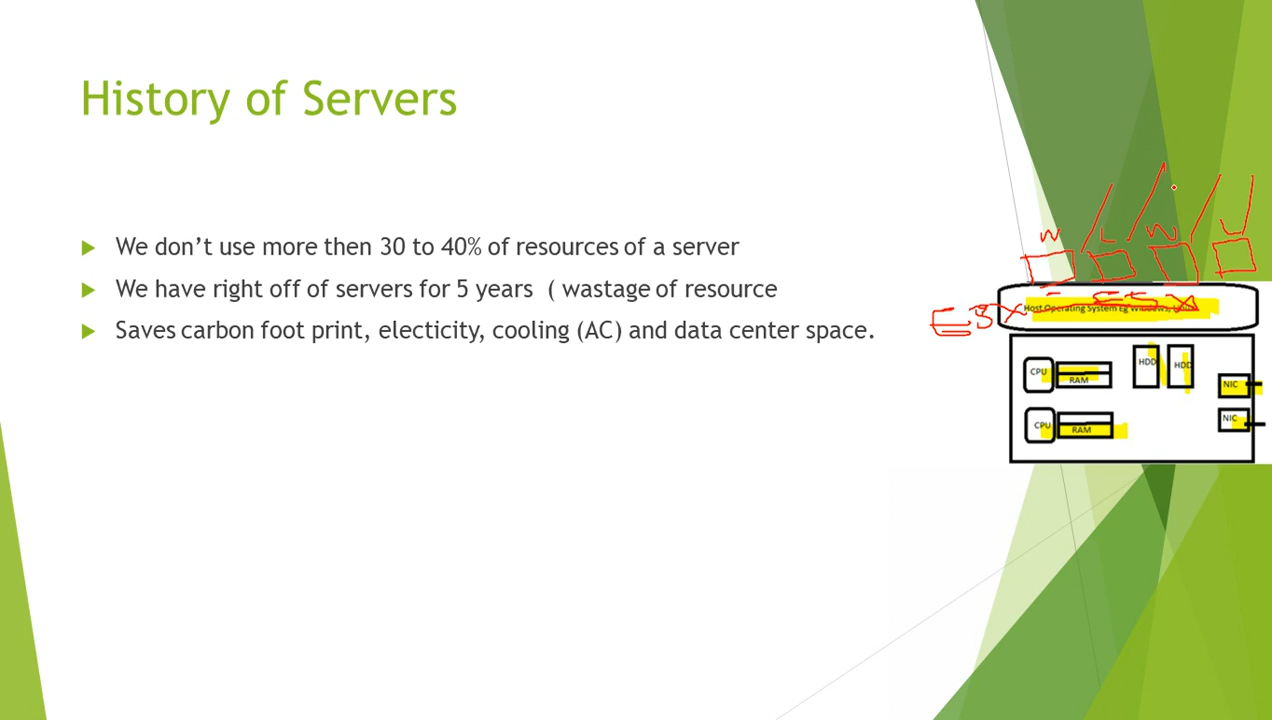 History of Servers
We don't use more then 30 to 40% of resources of a server
We have right off of servers for 5 years ( wastage of resource
Saves carbon foot print, electicity, cooling (AC) and data center space.
W L W L
ESX
Host Operating System Eg Windows,
ESX
HDD HDD
CPU RAM
NIC
CPU RAM
NIC